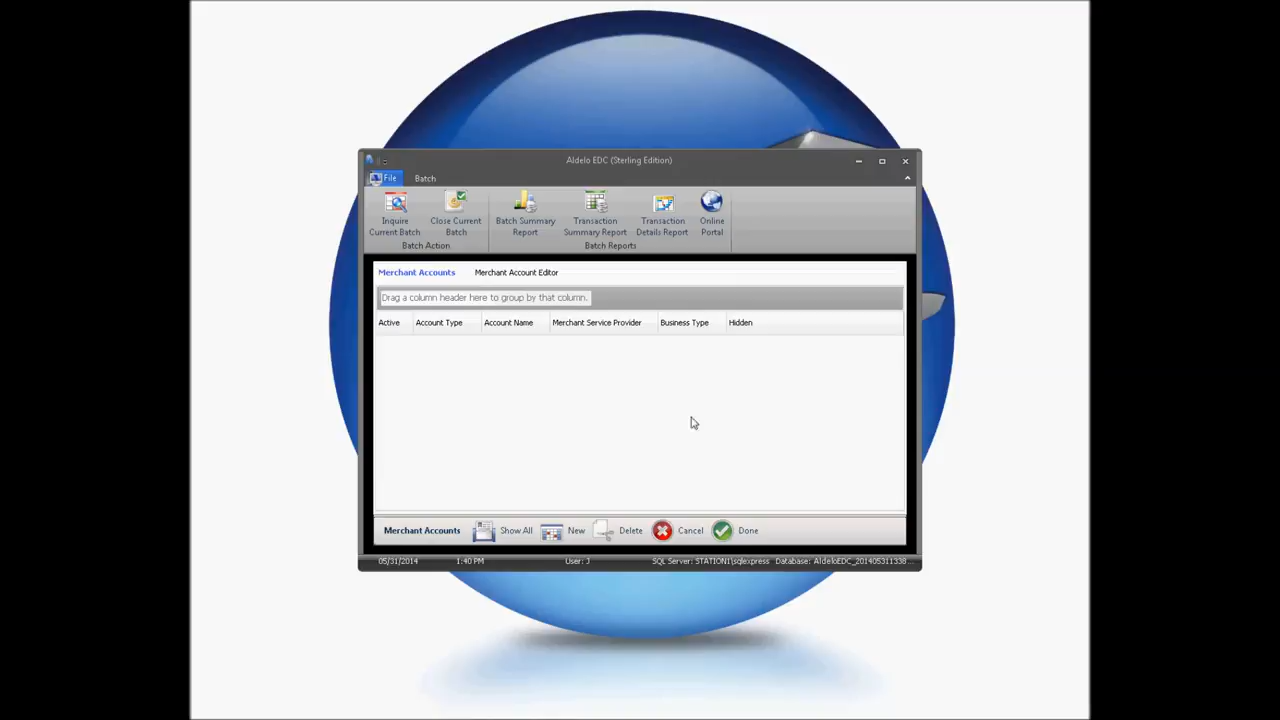 Aldelo EDC (Sterling Edition)
File Batch
Inquire Current Batch
Close Current Batch
Batch Summary Report
Transaction Summary Report
Transaction Details Report
Online Portal
Batch Action
Batch Reports
Merchant Accounts Merchant Account Editor
Drag a column header here to group by that column.
Active Account Type Account Name Merchant Service Provider Business Type Hidden
Merchant Accounts Show All New Delete Cancel Done
05/31/2014 1:40 PM User: J SQL Server: STATION1\sqlexpress Database: AldeloEDC_201405311338...